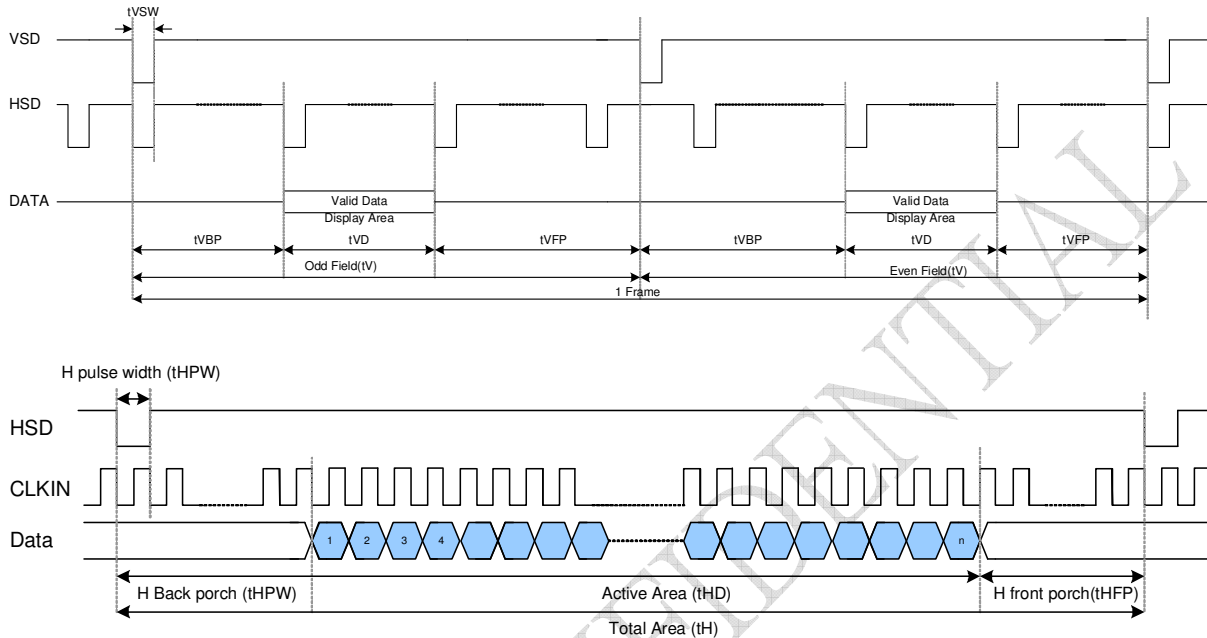 tVSW
VSD
HSD
DATA
Valid Data
Display Area
Valid Data
Display Area
tVBP
tVD
tVFP
tVBP
tVD
tVFP
Odd Field(tV)
Even Field(tV)
1 Frame
H pulse width (tHPW)
HSD
CLKIN
Data
1
2
3
4
n
H Back porch (tHPW)
Active Area (tHD)
H front porch(tHFP)
Total Area (tH)
FIDENTIAL